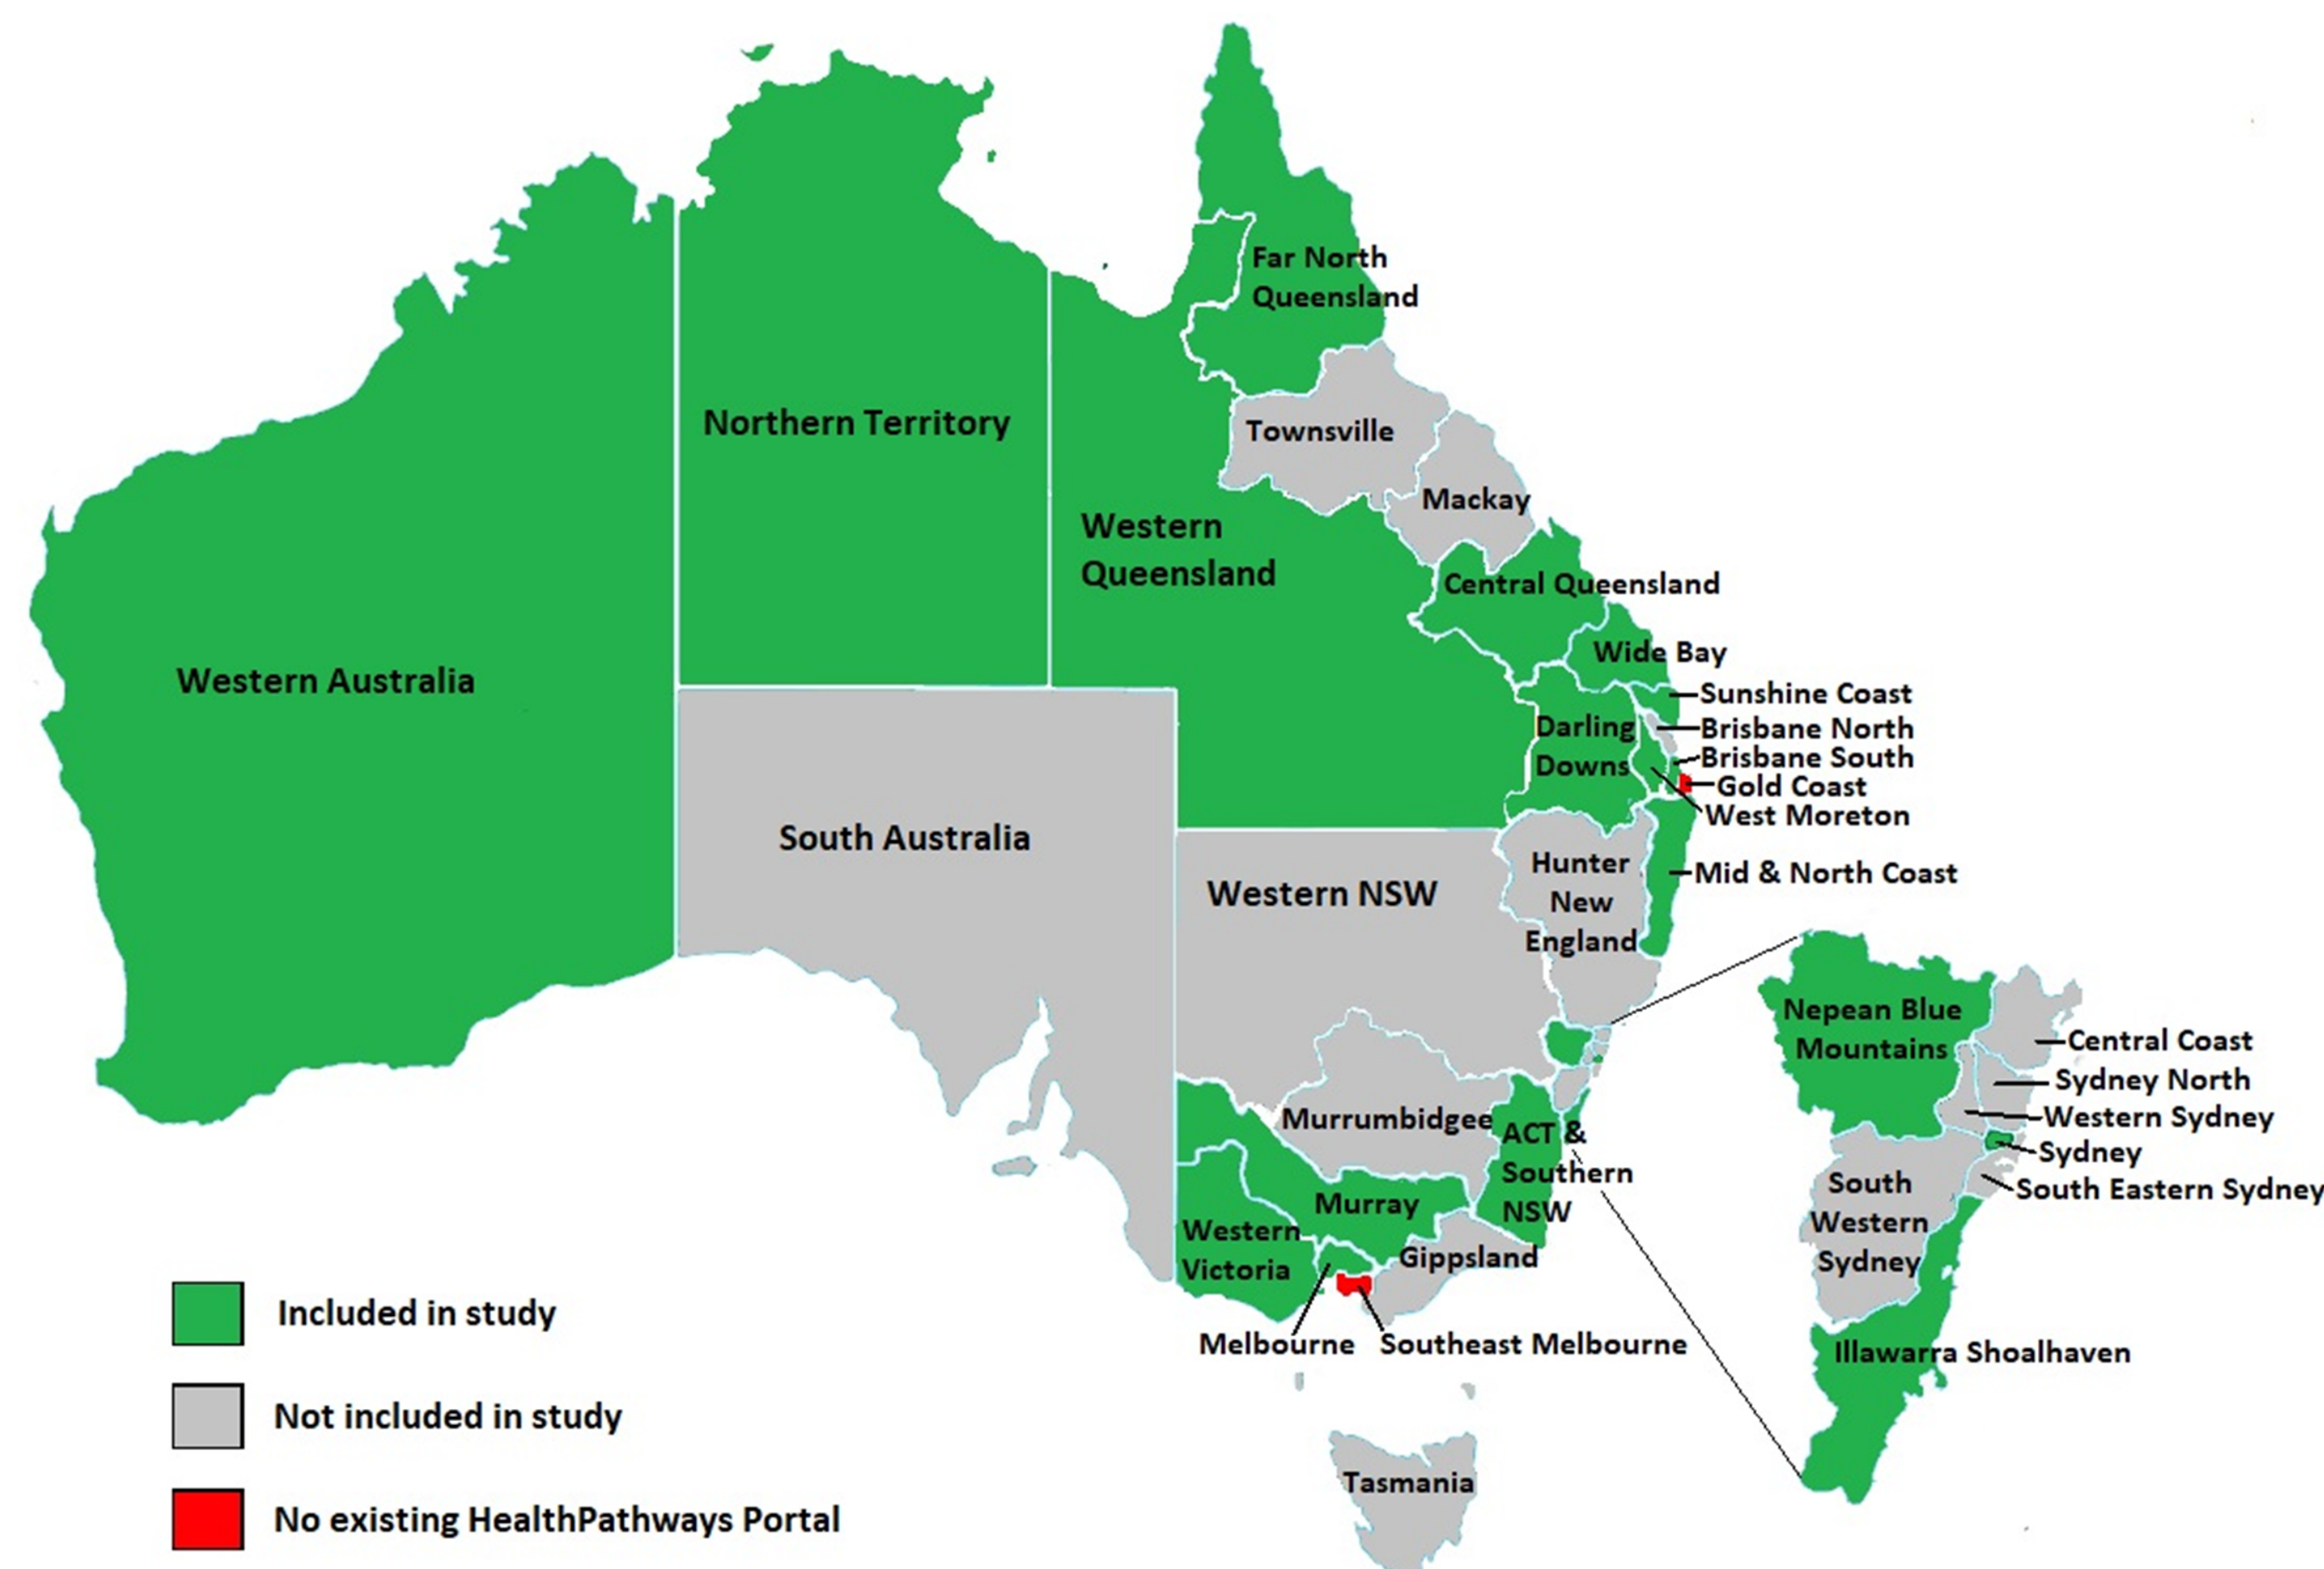 Far North
Queensland
Northern Territory
Townsville
Mackay
Western
Queensland
Central Queensland
Wide Bay
Western Australia
Sunshine Coast
Darling
Downs
Brisbane North
Brisbane South
Gold Coast
West Moreton
South Australia
Western NSW
Hunter
New
England
Mid & North Coast
Nepean Blue
Mountains
Central Coast
Sydney North
Western Sydney
Sydney
South Eastern Sydney
South
Western
Sydney
Illawarra Shoalhaven
Murrumbidgee
ACT &
Southern
NSW
Murray
Western
Victoria
Gippsland
Melbourne
Southeast Melbourne
Tasmania
Included in study
Not included in study
No existing HealthPathways Portal